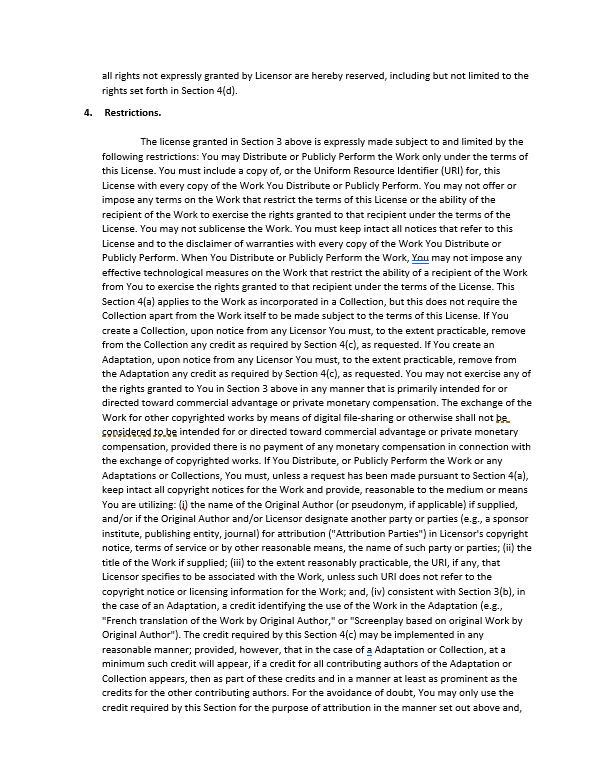 all rights not expressly granted by Licensor are hereby reserved, including but not limited to the
rights set forth in Section 4(d).
4. Restrictions.
The license granted in Section 3 above is expressly made subject to and limited by the
following restrictions: You may Distribute or Publicly Perform the Work only under the terms of
this License. You must include a copy of, or the Uniform Resource Identifier (URI) for, this
License with every copy of the Work You Distribute or Publicly Perform. You may not offer or
impose any terms on the Work that restrict the terms of this License or the ability of the
recipient of the Work to exercise the rights granted to that recipient under the terms of the
License. You may not sublicense the Work. You must keep intact all notices that refer to this
License and to the disclaimer of warranties with every copy of the Work You Distribute or
Publicly Perform. When You Distribute or Publicly Perform the Work, You may not impose any
effective technological measures on the Work that restrict the ability of a recipient of the Work
from You to exercise the rights granted to that recipient under the terms of the License. This
Section 4(a) applies to the Work as incorporated in a Collection, but this does not require the
Collection apart from the Work itself to be made subject to the terms of this License. If You
create a Collection, upon notice from any Licensor You must, to the extent practicable, remove
from the Collection any credit as required by Section 4(c), as requested. If You create an
Adaptation, upon notice from any Licensor You must, to the extent practicable, remove from
the Adaptation any credit as required by Section 4(c), as requested. You may not exercise any of
the rights granted to You in Section 3 above in any manner that is primarily intended for or
directed toward commercial advantage or private monetary compensation. The exchange of the
Work for other copyrighted works by means of digital file-sharing or otherwise shall not be
considered to be intended for or directed toward commercial advantage or private monetary
compensation, provided there is no payment of any monetary compensation in connection with
the exchange of copyrighted works. If You Distribute, or Publicly Perform the Work or any
Adaptations or Collections, You must, unless a request has been made pursuant to Section 4(a),
keep intact all copyright notices for the Work and provide, reasonable to the medium or means
You are utilizing: (i) the name of the Original Author (or pseudonym, if applicable) if supplied,
and/or if the Original Author and/or Licensor designate another party or parties (e.g., a sponsor
institute, publishing entity, journal) for attribution ("Attribution Parties") in Licensor's copyright
notice, terms of service or by other reasonable means, the name of such party or parties; (ii) the
title of the Work if supplied; (iii) to the extent reasonably practicable, the URI, if any, that
Licensor specifies to be associated with the Work, unless such URI does not refer to the
copyright notice or licensing information for the Work; and, (iv) consistent with Section 3(b), in
the case of an Adaptation, a credit identifying the use of the Work in the Adaptation (e.g.,
"French translation of the Work by Original Author," or "Screenplay based on original Work by
Original Author"). The credit required by this Section 4(c) may be implemented in any
reasonable manner; provided, however, that in the case of a Adaptation or Collection, at a
minimum such credit will appear, if a credit for all contributing authors of the Adaptation or
Collection appears, then as part of these credits and in a manner at least as prominent as the
credits for the other contributing authors. For the avoidance of doubt, You may only use the
credit required by this Section for the purpose of attribution in the manner set out above and,